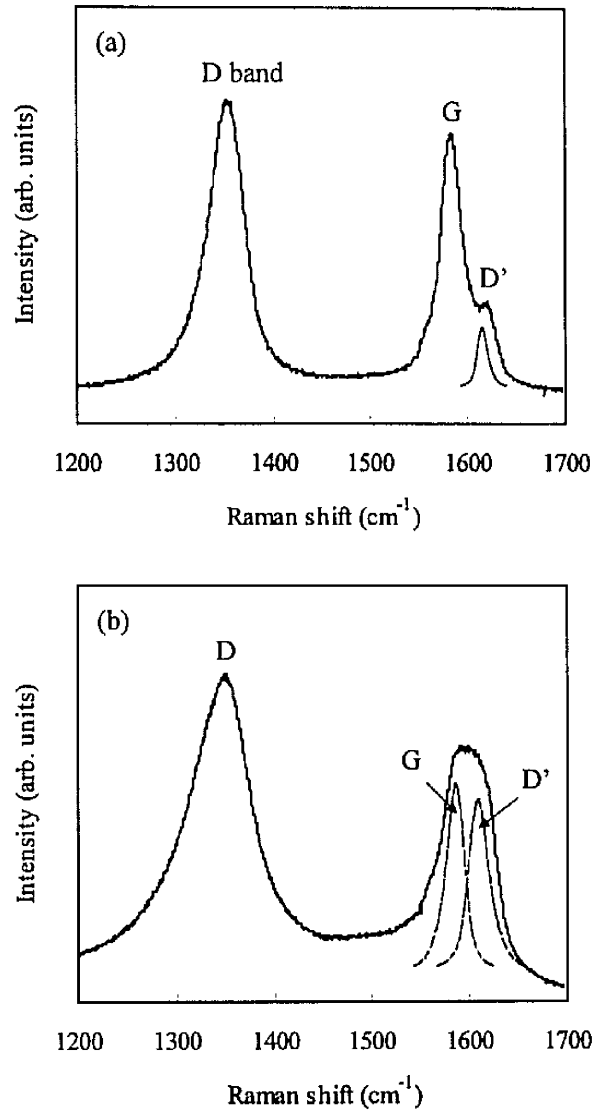 (a)
D band
G
D’
Intensity (arb. units)
1200 1300 1400 1500 1600 1700
Raman shift (cm⁻¹)
(b)
D
G
D’
Intensity (arb. units)
1200 1300 1400 1500 1600 1700
Raman shift (cm⁻¹)